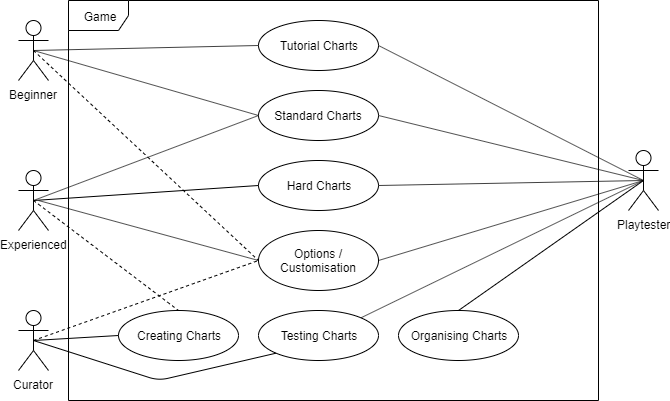 Game
Tutorial Charts
Beginner
Standard Charts
Hard Charts
Playtester
Experienced
Options /
Customisation
Creating Charts
Testing Charts
Organising Charts
Curator